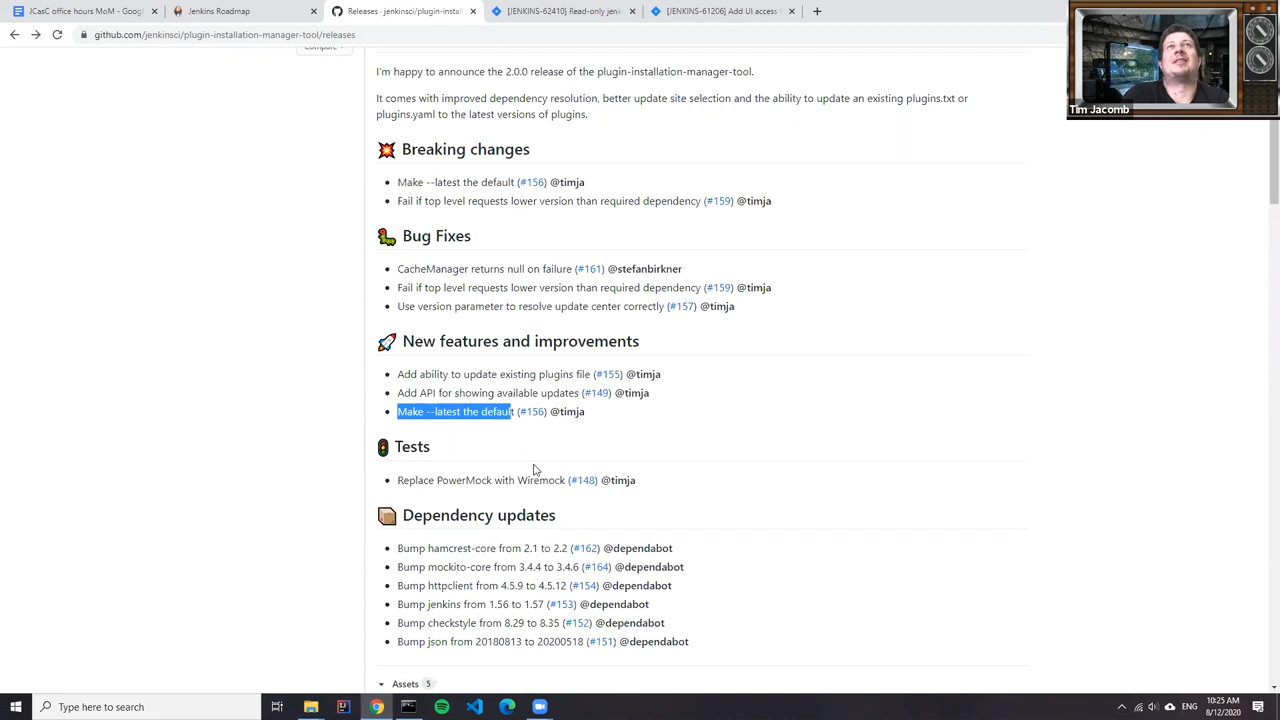 JCasC office hours MoM - Goog
Jenkins Roadmap
Releases · jenkinsci/plugin-install
[JENKINS-62410] Read-only jenk
[JENKINS-61206] Add UI access
github.com/jenkinsci/plugin-installation-manager-tool/releases
Compare
Tim Jacomb
I'm happy to announce the 2.0.0 release of the plugin-installation-manager-tool.
It comes with improved dependency resolution, better update site selection and the ability to update an existing plugins.txt or
plugins.yaml to the latest versions of plugins.
Breaking changes
Make --latest the default (#156) @timja
Fail if top level requests lower version than required dependency (#159) @timja
Bug Fixes
CacheManager returns null on failure (#161) @stefanbirkner
Fail if top level requests lower version than required dependency (#159) @timja
Use version parameter to resolve update center correctly (#157) @timja
New features and improvements
Add ability to update existing plugins file (#155) @timja
Add API for showing available updates (#149) @timja
Make --latest the default (#156) @timja
Tests
Replace PowerMock with Wiremock (#148) @timja
Dependency updates
Bump hamcrest-core from 2.1 to 2.2 (#162) @dependabot
Bump mockito-core from 3.4.4 to 3.4.6 (#164) @dependabot
Bump httpclient from 4.5.9 to 4.5.12 (#154) @dependabot
Bump jenkins from 1.56 to 1.57 (#153) @dependabot
Bump checkstyle from 8.29 to 8.35 (#152) @dependabot
Bump json from 20180813 to 20200518 (#151) @dependabot
Assets 5
Type here to search
ENG
10:25 AM
8/12/2020